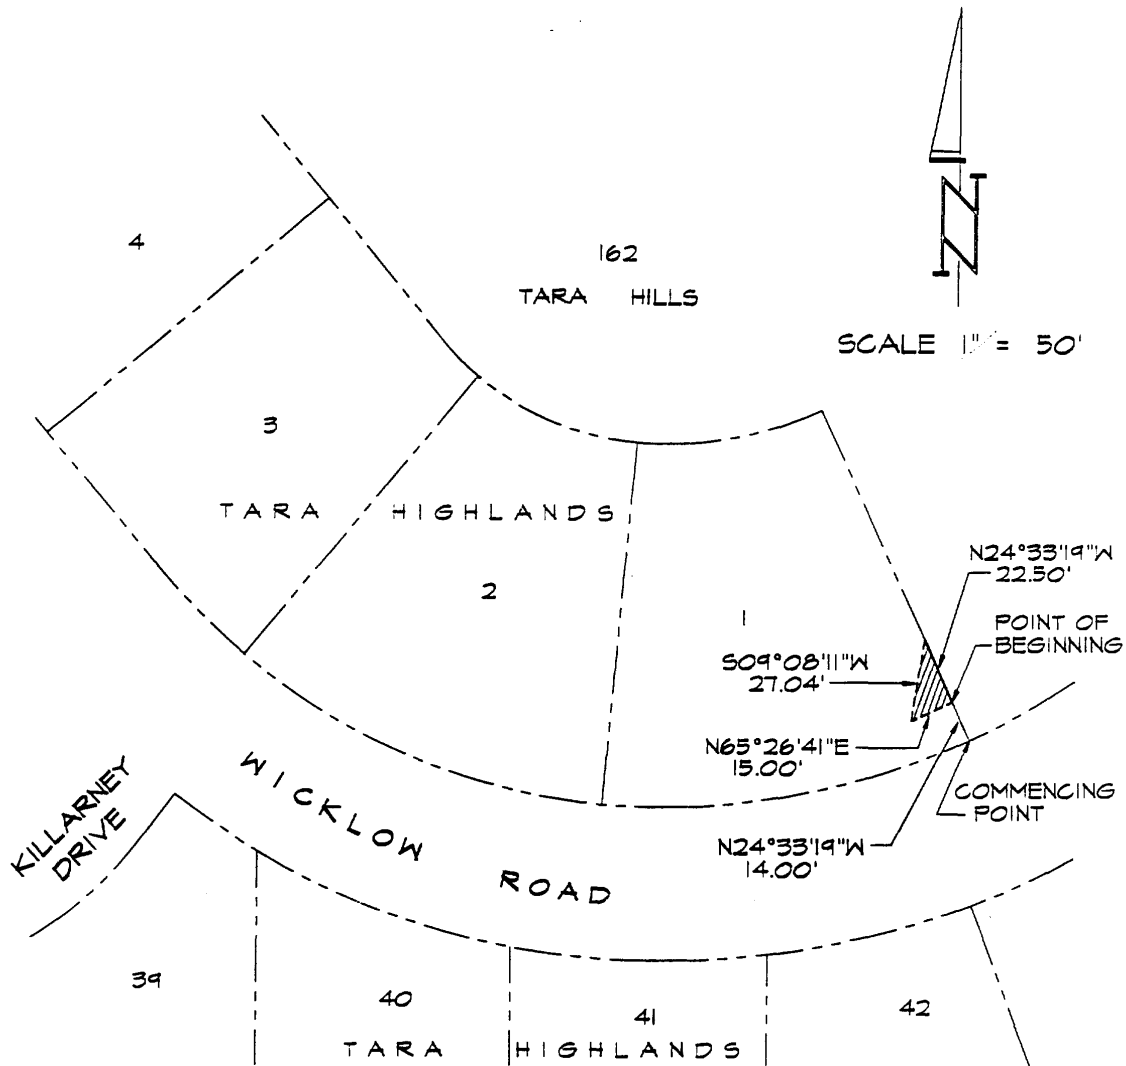 N
SCALE 1" = 50'
4
162
TARA HILLS
3
TARA HIGHLANDS
2
1
N24°33'19"W
22.50'
POINT OF
BEGINNING
S09°08'11"W
27.04'
N65°26'41"E
15.00'
COMMENCING
POINT
N24°33'19"W
14.00'
WICKLOW ROAD
KILLARNEY
DRIVE
39
40
41
42
TARA HIGHLANDS